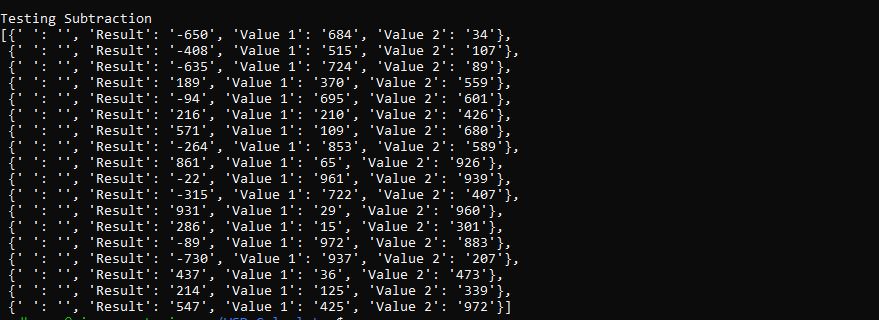 Testing Subtraction
[{' ': '', 'Result': '-650', 'Value 1': '684', 'Value 2': '34'},
 {' ': '', 'Result': '-408', 'Value 1': '515', 'Value 2': '107'},
 {' ': '', 'Result': '-635', 'Value 1': '724', 'Value 2': '89'},
 {' ': '', 'Result': '189', 'Value 1': '370', 'Value 2': '559'},
 {' ': '', 'Result': '-94', 'Value 1': '695', 'Value 2': '601'},
 {' ': '', 'Result': '216', 'Value 1': '210', 'Value 2': '426'},
 {' ': '', 'Result': '571', 'Value 1': '109', 'Value 2': '680'},
 {' ': '', 'Result': '-264', 'Value 1': '853', 'Value 2': '589'},
 {' ': '', 'Result': '861', 'Value 1': '65', 'Value 2': '926'},
 {' ': '', 'Result': '-22', 'Value 1': '961', 'Value 2': '939'},
 {' ': '', 'Result': '-315', 'Value 1': '722', 'Value 2': '407'},
 {' ': '', 'Result': '931', 'Value 1': '29', 'Value 2': '960'},
 {' ': '', 'Result': '286', 'Value 1': '15', 'Value 2': '301'},
 {' ': '', 'Result': '-89', 'Value 1': '972', 'Value 2': '883'},
 {' ': '', 'Result': '-730', 'Value 1': '937', 'Value 2': '207'},
 {' ': '', 'Result': '437', 'Value 1': '36', 'Value 2': '473'},
 {' ': '', 'Result': '214', 'Value 1': '125', 'Value 2': '339'},
 {' ': '', 'Result': '547', 'Value 1': '425', 'Value 2': '972'}]